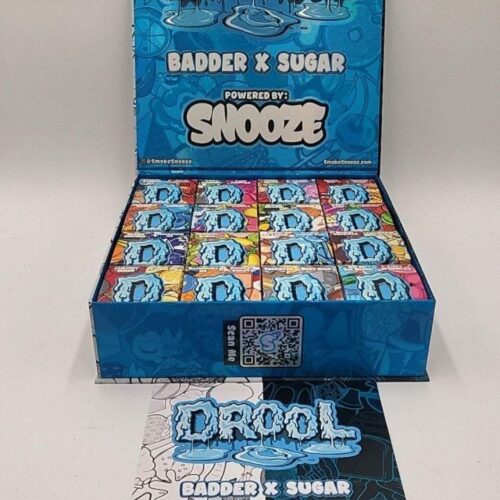 BADDER X SUGAR
POWERED BY:
SNOOZE
@SmokeSnooze
SmokeSnooze.com
D D D D
D D D D
D D D D
D D D D
Scan Me
DROOL
BADDER X SUGAR